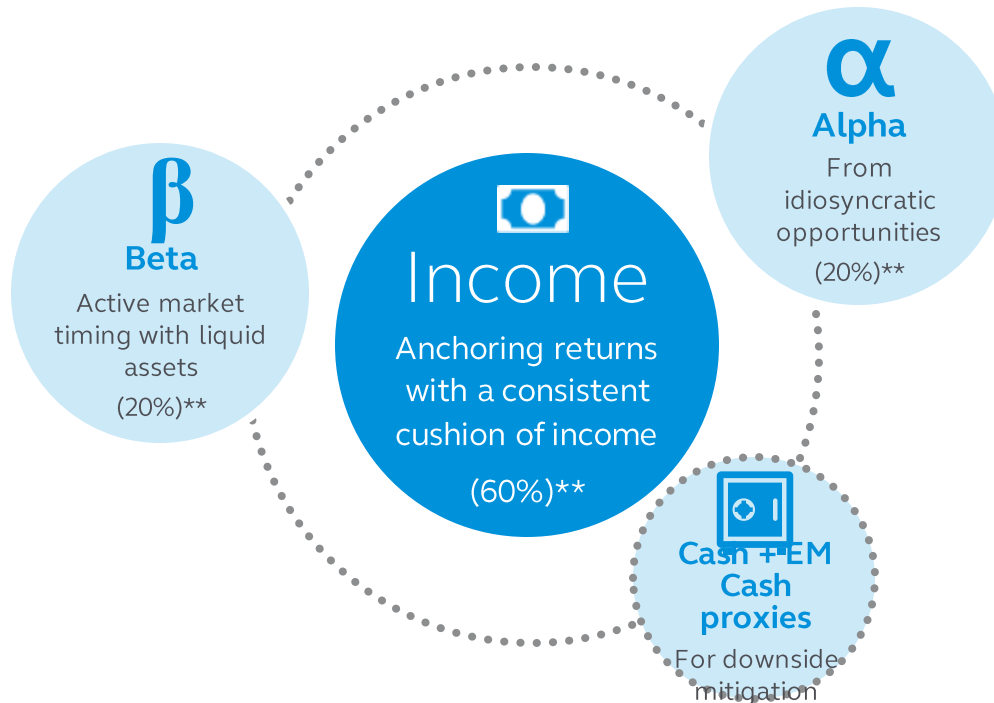 β
Beta
Active market
timing with liquid
assets
(20%)**
Income
Anchoring returns
with a consistent
cushion of income
(60%)**
α
Alpha
From
idiosyncratic
opportunities
(20%)**
Cash + EM
Cash
proxies
For downside
mitigation